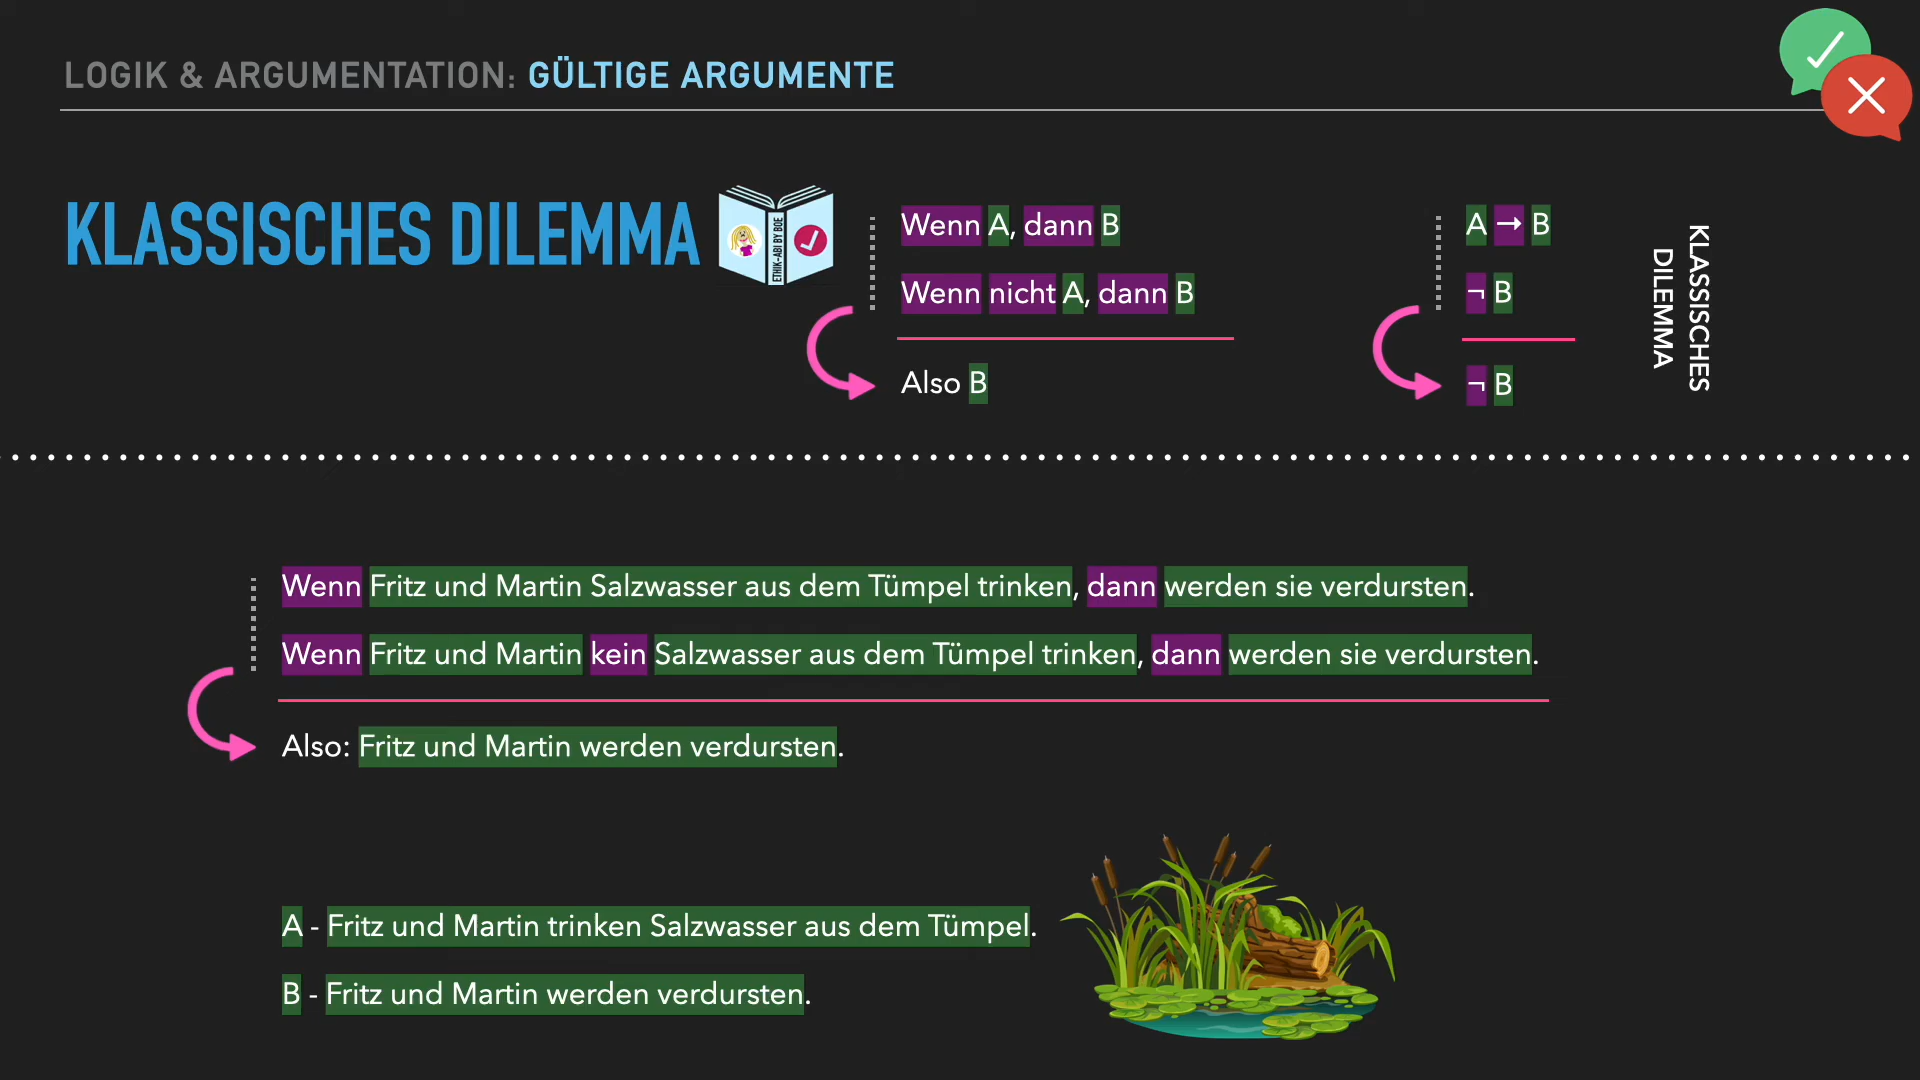 LOGIK & ARGUMENTATION: GÜLTIGE ARGUMENTE
KLASSISCHES DILEMMA
ETHIK-ABI BY BOE
Wenn A, dann B
Wenn nicht A, dann B
Also B
A → B
¬ B
¬ B
KLASSISCHES
DILEMMA
Wenn Fritz und Martin Salzwasser aus dem Tümpel trinken, dann werden sie verdursten.
Wenn Fritz und Martin kein Salzwasser aus dem Tümpel trinken, dann werden sie verdursten.
Also: Fritz und Martin werden verdursten.
A - Fritz und Martin trinken Salzwasser aus dem Tümpel.
B - Fritz und Martin werden verdursten.